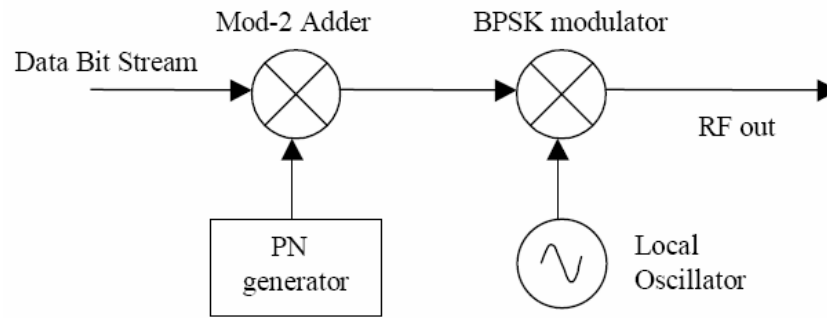 Mod-2 Adder
BPSK modulator
Data Bit Stream
RF out
PN
generator
Local
Oscillator